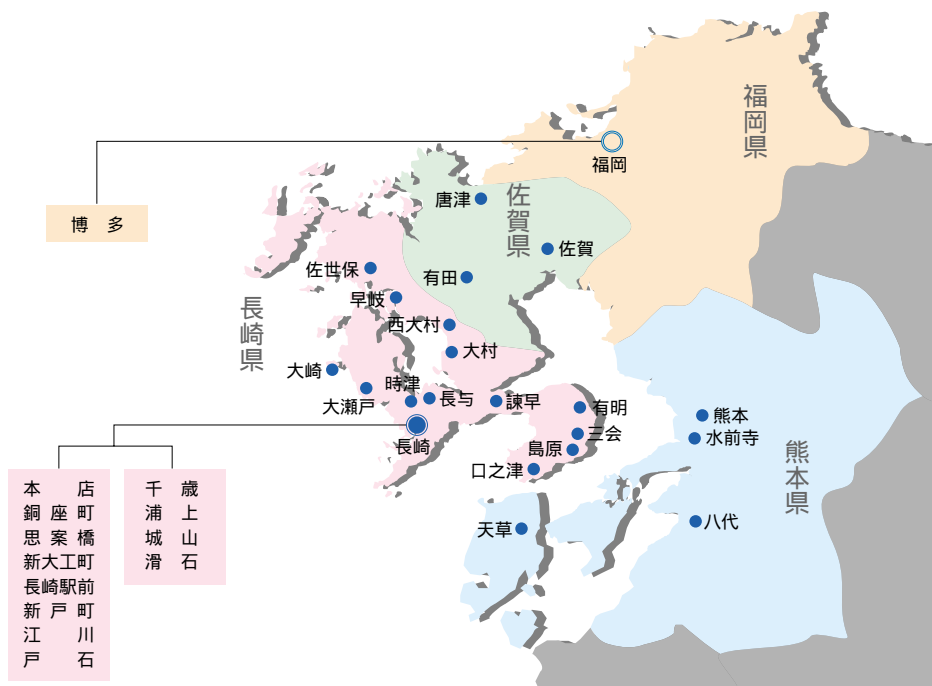 福岡県
福岡
博多
佐賀県
唐津
佐賀
有田
長崎県
佐世保
早岐
西大村
大村
大崎
大瀬戸
時津
長与
諫早
有明
三会
島原
口之津
長崎
熊本県
熊本
水前寺
八代
天草
本店
銅座町
思案橋
新大工町
長崎駅前
新戸町
江川
戸石
千歳
浦上
城山
滑石